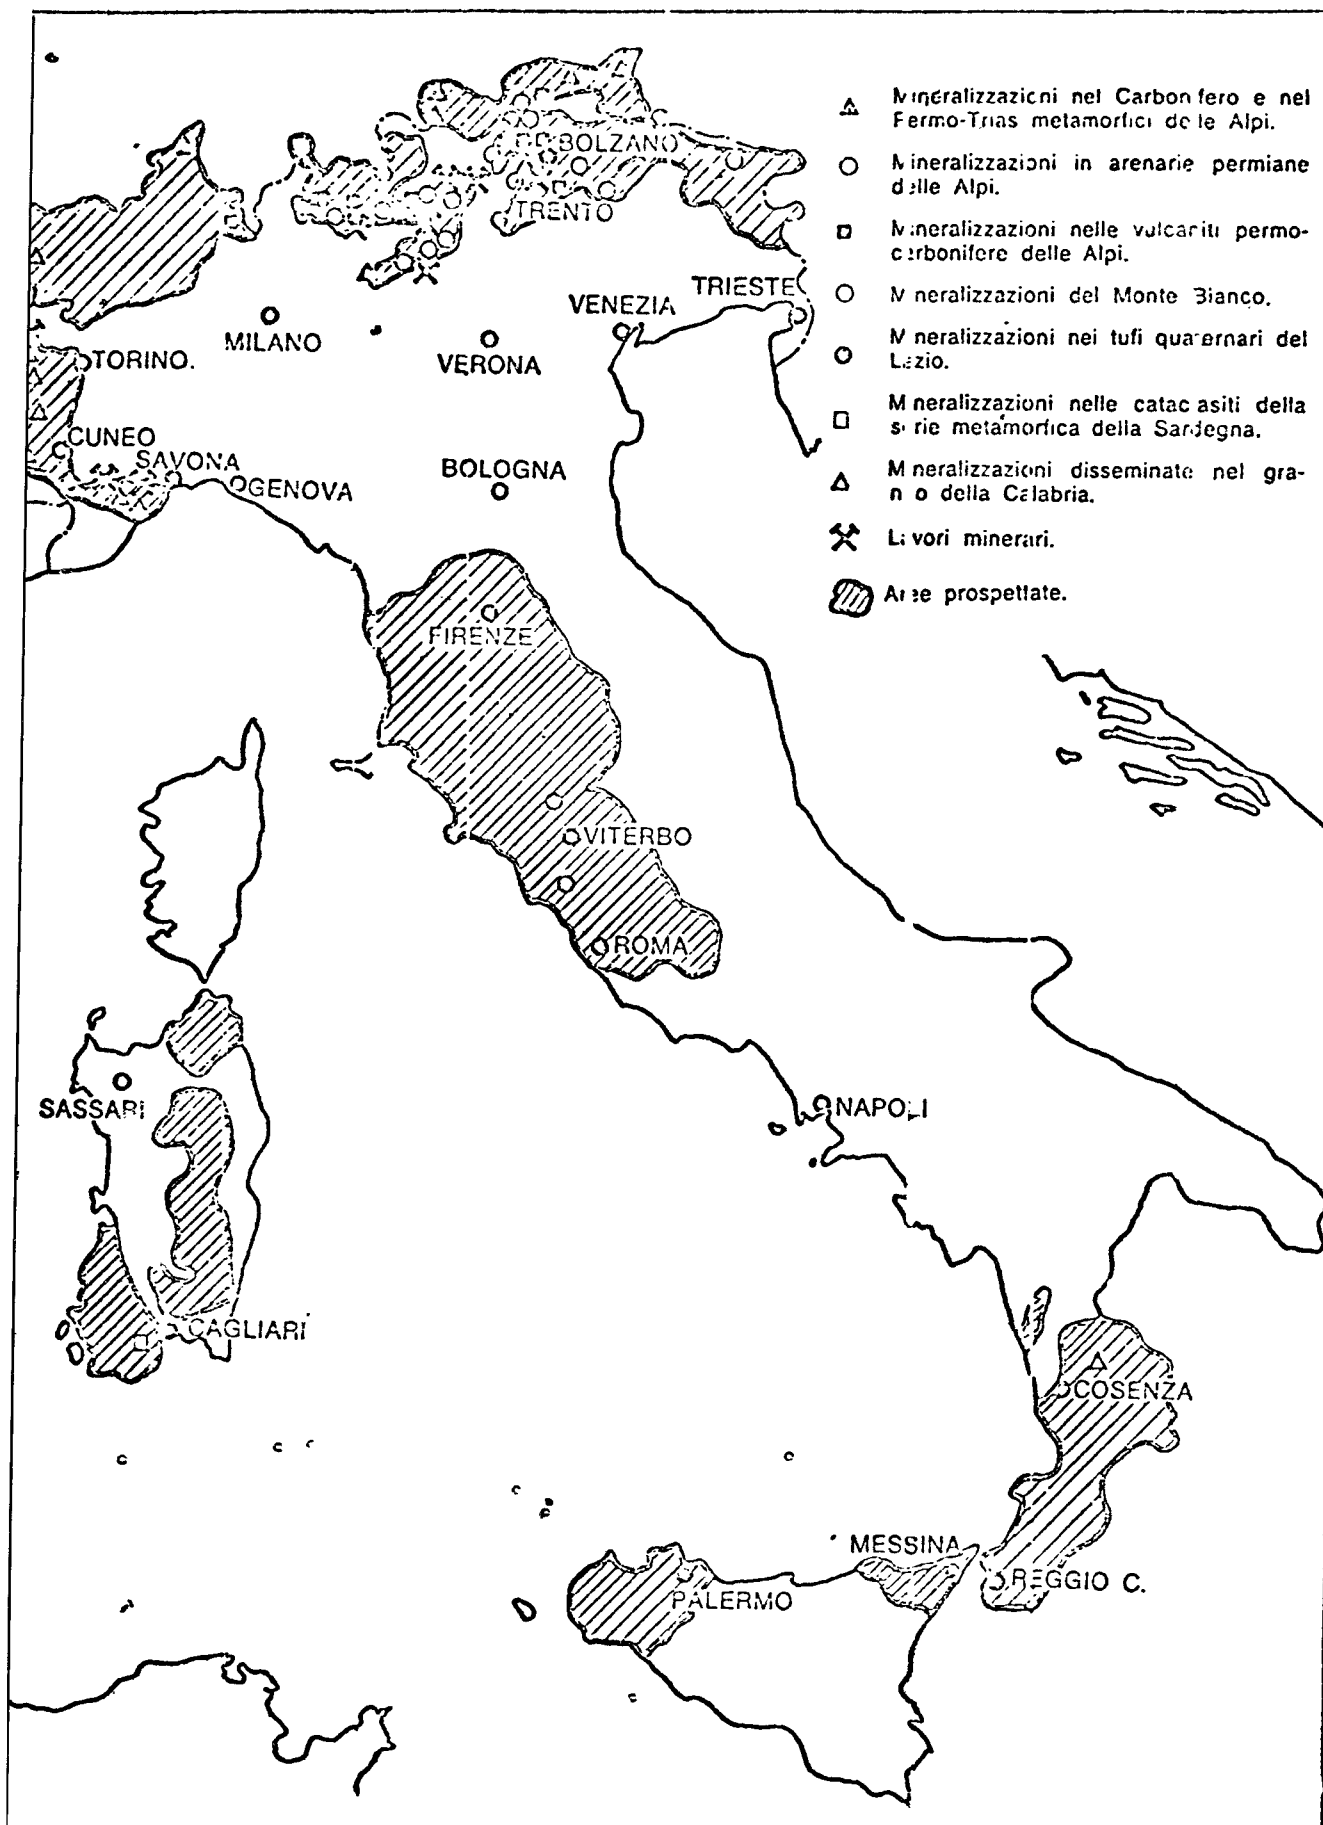 Mineralizzazioni nel Carbonifero e nel
Permo-Trias metamorfici delle Alpi.
Mineralizzazioni in arenarie permiane
delle Alpi.
Mineralizzazioni nelle vulcaniti permo-
carbonifere delle Alpi.
Mineralizzazioni del Monte Bianco.
Mineralizzazioni nei tufi quaternari del
Lazio.
Mineralizzazioni nelle cataclasiti della
serie metamorfica della Sardegna.
Mineralizzazioni disseminate nel gra-
nito della Calabria.
Lavori minerari.
Aree prospettate.
BOLZANO
TRENTO
TRIESTE
VENEZIA
MILANO
VERONA
TORINO.
CUNEO
SAVONA
GENOVA
BOLOGNA
FIRENZE
VITERBO
ROMA
SASSARI
NAPOLI
CAGLIARI
COSENZA
MESSINA
REGGIO C.
PALERMO